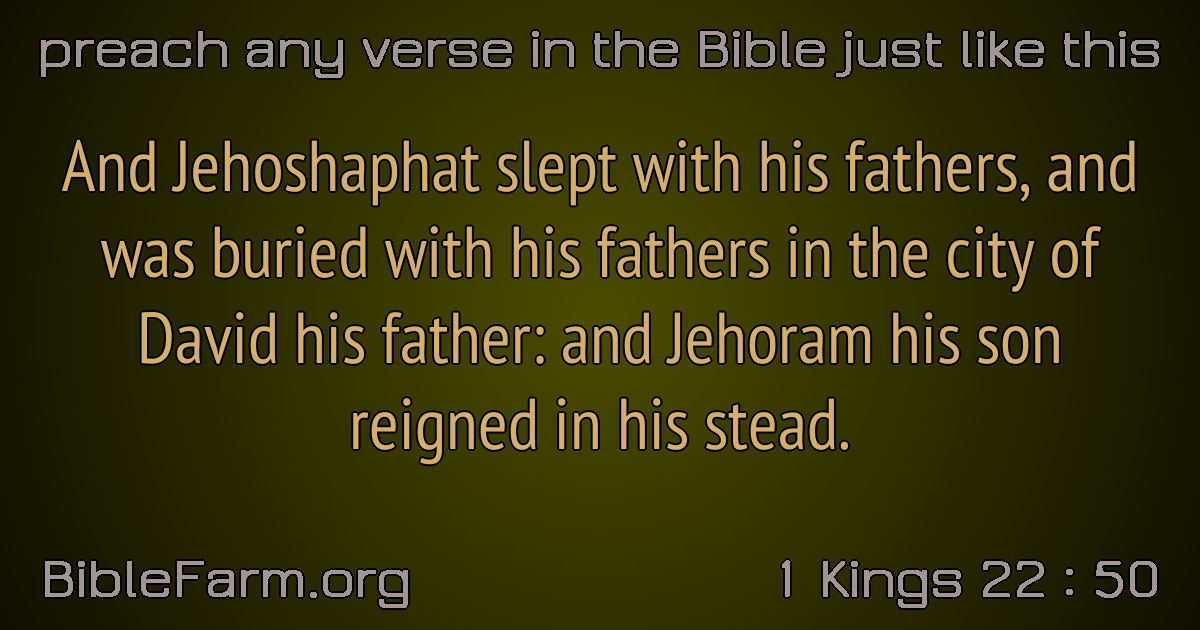 preach any verse in the Bible just like this
And Jehoshaphat slept with his fathers, and
was buried with his fathers in the city of
David his father: and Jehoram his son
reigned in his stead.
BibleFarm.org
1 Kings 22 : 50